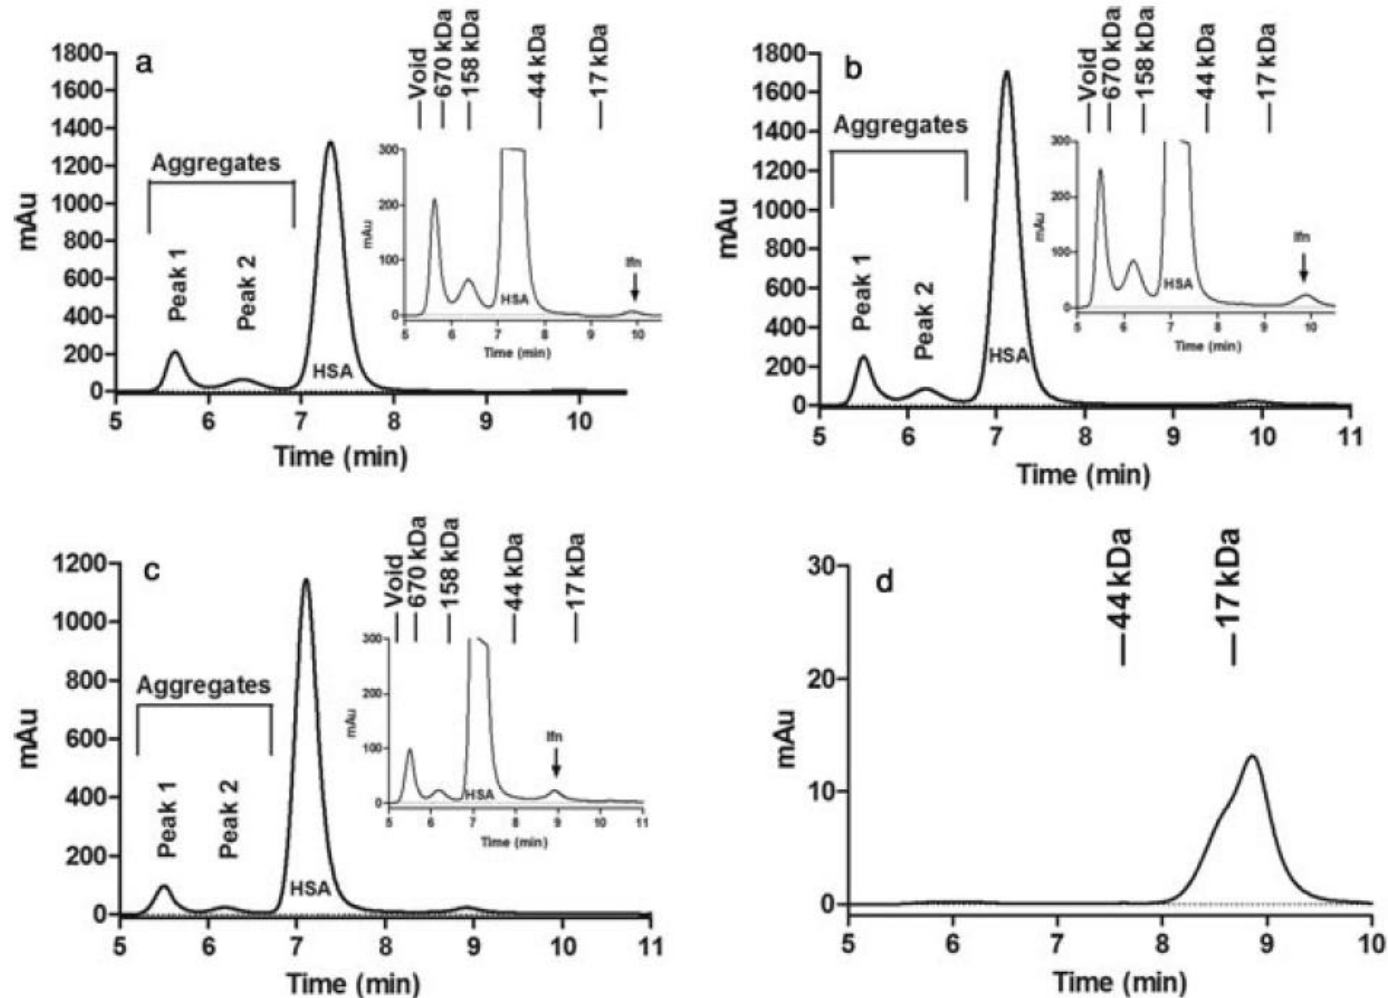 a
1800
1600
1400
1200
1000
800
600
400
200
0
mAu
Aggregates
Peak 1
Peak 2
HSA
5 6 7 8 9 10
Time (min)
Void
670 kDa
158 kDa
44 kDa
17 kDa
300
200
100
0
mAu
HSA
Ifn
5 6 7 8 9 10
Time (min)
b
1800
1600
1400
1200
1000
800
600
400
200
0
mAu
Aggregates
Peak 1
Peak 2
HSA
5 6 7 8 9 10 11
Time (min)
Void
670 kDa
158 kDa
44 kDa
17 kDa
300
200
100
0
mAu
HSA
Ifn
5 6 7 8 9 10
Time (min)
c
1200
1000
800
600
400
200
0
mAu
Aggregates
Peak 1
Peak 2
HSA
5 6 7 8 9 10 11
Time (min)
Void
670 kDa
158 kDa
44 kDa
17 kDa
300
200
100
0
mAu
HSA
Ifn
5 6 7 8 9 10 11
Time (min)
d
30
20
10
0
mAu
44 kDa
17 kDa
5 6 7 8 9 10
Time (min)